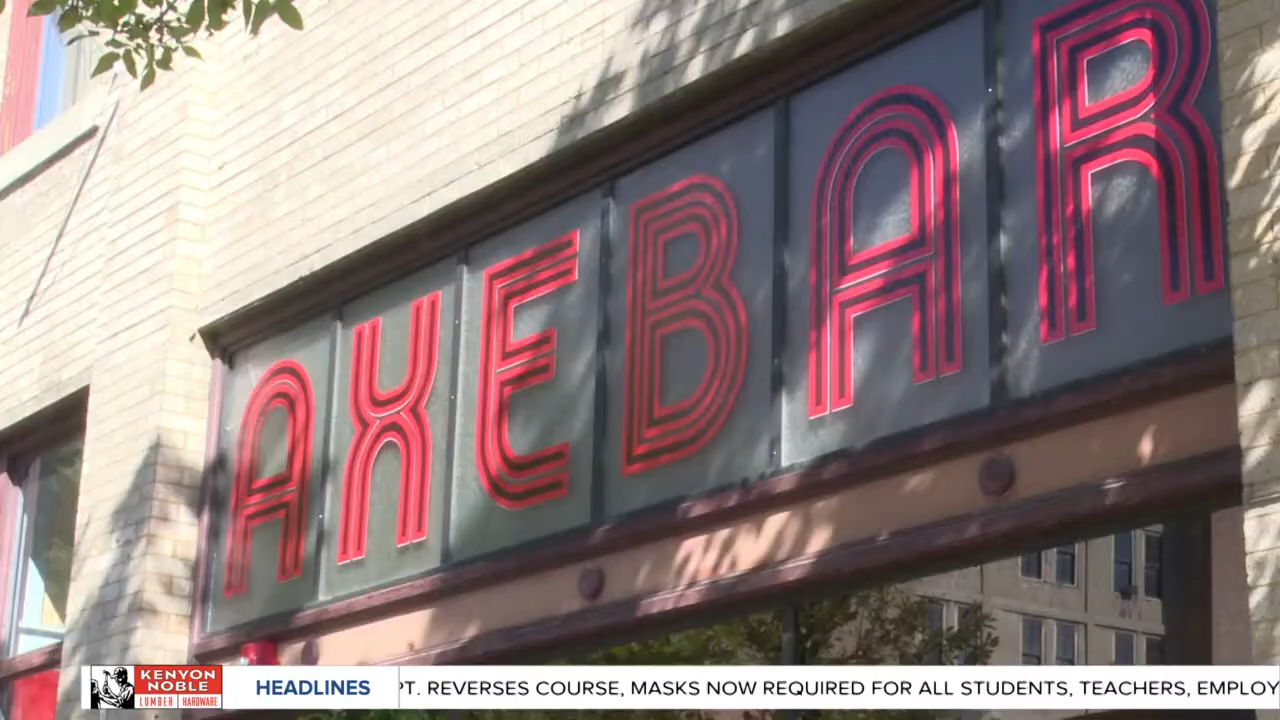 AXEBAR
KENYON
NOBLE
LUMBER | HARDWARE
HEADLINES
PT. REVERSES COURSE, MASKS NOW REQUIRED FOR ALL STUDENTS, TEACHERS, EMPLOY